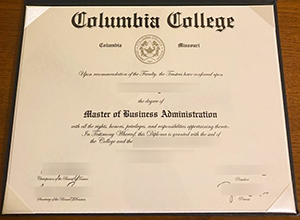 Columbia College
Columbia Missouri
Upon recommendation of the Faculty, the Trustees have conferred upon
the degree of
Master of Business Administration
with all the rights, honors, privileges, and responsibilities appertaining thereto.
In Testimony Whereof, this Diploma is granted with the seal of
the College and the
President